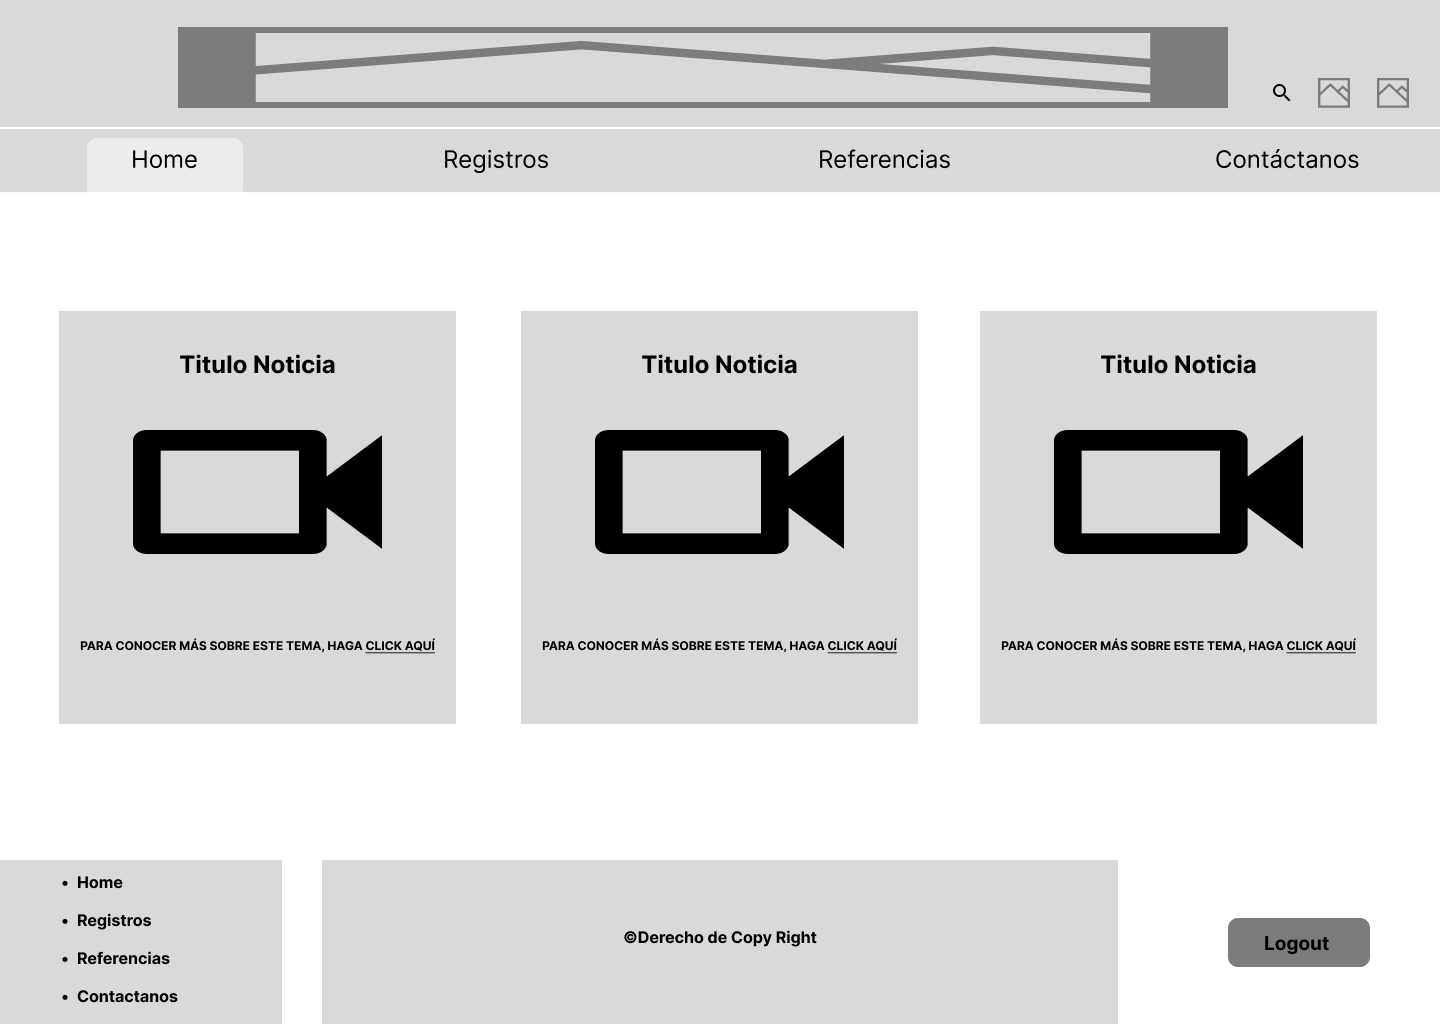 Home
Registros
Referencias
Contáctanos
Titulo Noticia
PARA CONOCER MÁS SOBRE ESTE TEMA, HAGA CLICK AQUÍ
Titulo Noticia
PARA CONOCER MÁS SOBRE ESTE TEMA, HAGA CLICK AQUÍ
Titulo Noticia
PARA CONOCER MÁS SOBRE ESTE TEMA, HAGA CLICK AQUÍ
• Home
• Registros
• Referencias
• Contactanos
©Derecho de Copy Right
Logout